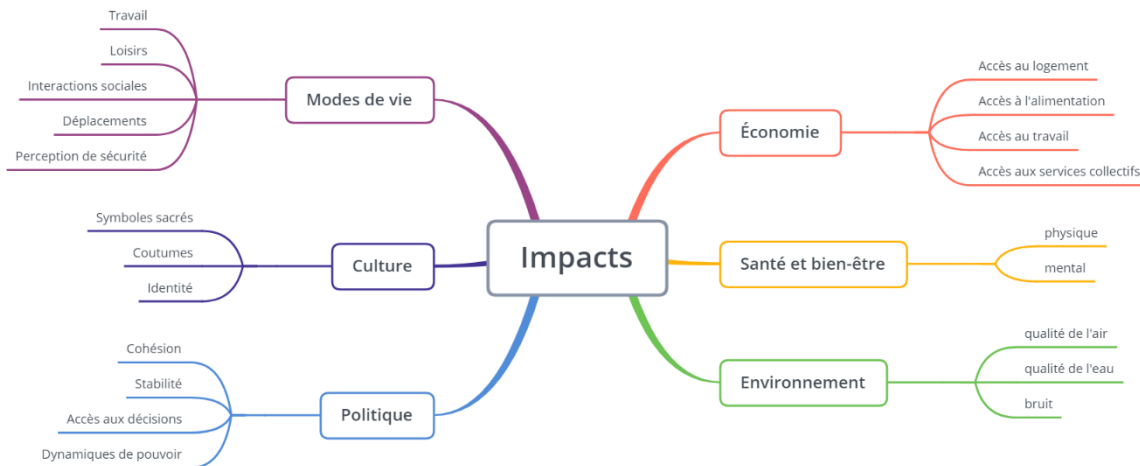 Impacts
Modes de vie
Travail
Loisirs
Interactions sociales
Déplacements
Perception de sécurité
Culture
Symboles sacrés
Coutumes
Identité
Politique
Cohésion
Stabilité
Accès aux décisions
Dynamiques de pouvoir
Économie
Accès au logement
Accès à l'alimentation
Accès au travail
Accès aux services collectifs
Santé et bien-être
physique
mental
Environnement
qualité de l'air
qualité de l'eau
bruit